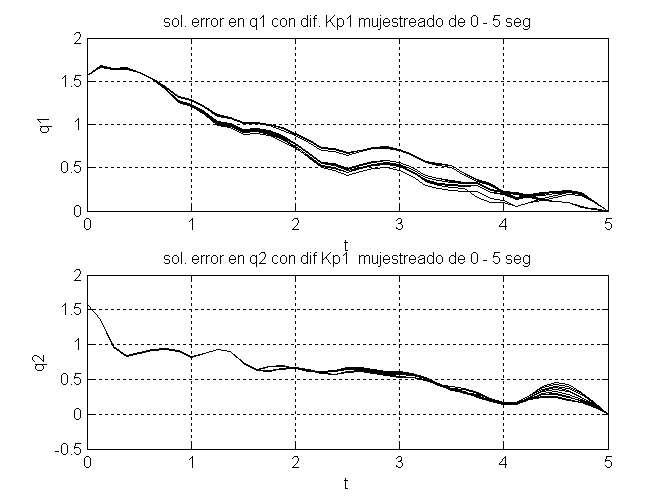 sol. error en q1 con dif. Kp1 mujestreado de 0 - 5 seg
2
1.5
1
0.5
0
q1
0 1 2 3 4 5
t
sol. error en q2 con dif Kp1 mujestreado de 0 - 5 seg
2
1.5
1
0.5
0
-0.5
q2
0 1 2 3 4 5
t